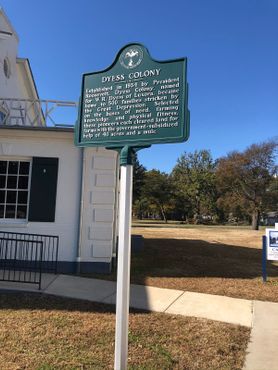 DYESS COLONY
Established in 1934 by President
Roosevelt, Dyess Colony, named
for W. R. Dyess of Luxora, became
home to 500 families stricken by
the Great Depression. Selected
on the bases of need, farming
knowledge, and physical fitness,
these pioneers each cleared land for
farms with the government-subsidized
help of 40 acres and a mule.